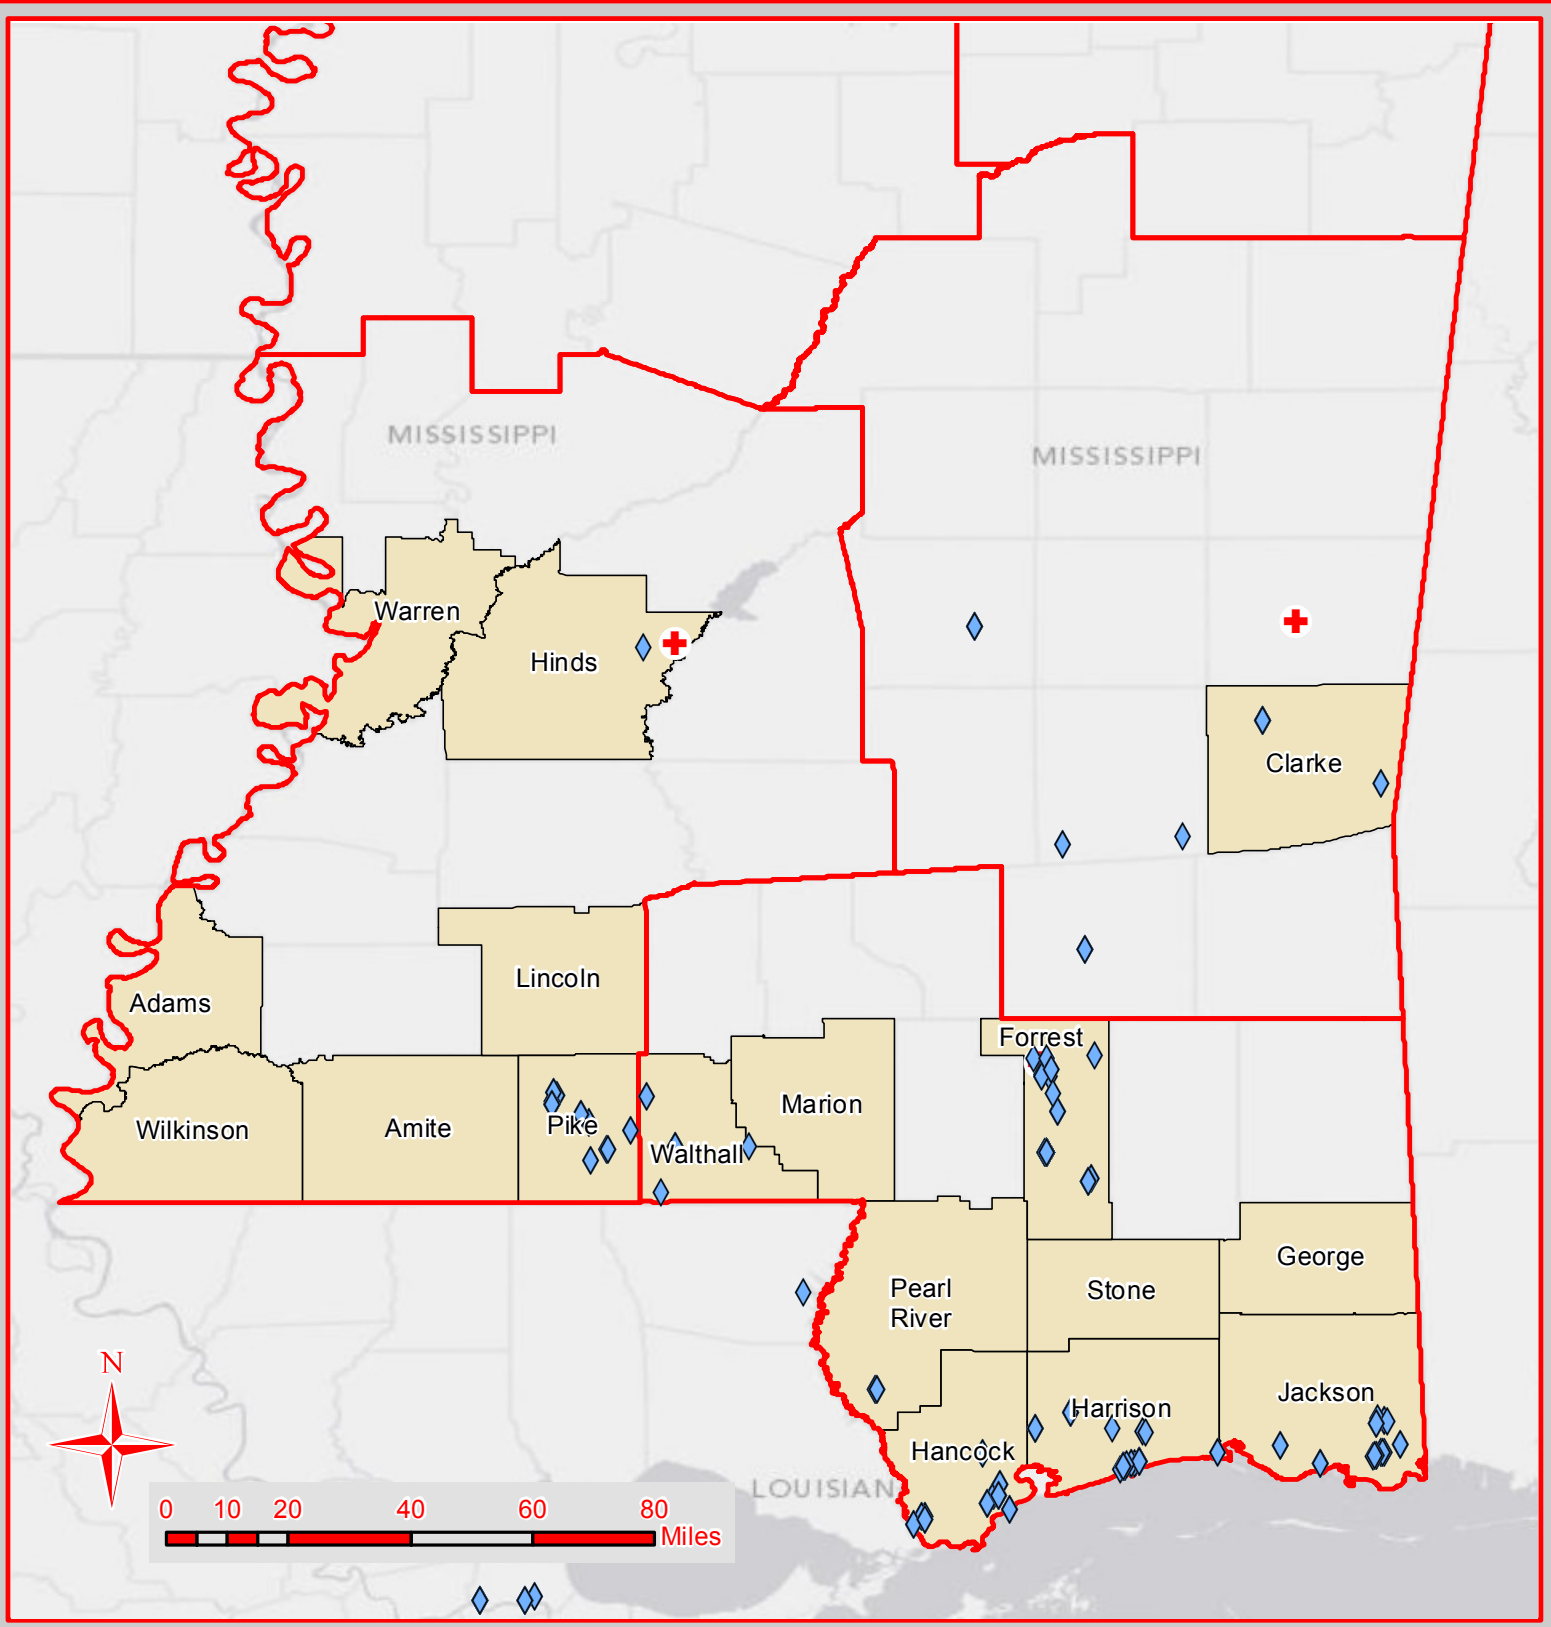 MISSISSIPPI
MISSISSIPPI
Warren
Hinds
Clarke
Lincoln
Adams
Forrest
Marion
Wilkinson
Amite
Pike
Walthall
George
Pearl
River
Stone
Jackson
Harrison
Hancock
LOUISIAN
N
0 10 20 40 60 80
Miles